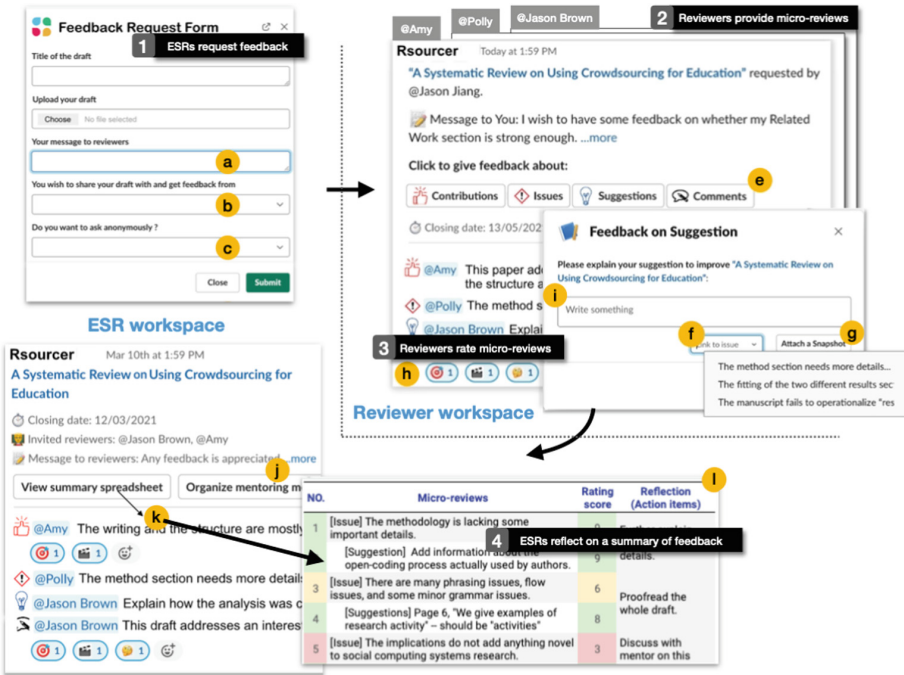 Feedback Request Form
1 ESRs request feedback
Title of the draft
Upload your draft
Choose No file selected
Your message to reviewers
a
You wish to share your draft with and get feedback from
b
Do you want to ask anonymously ?
c
Close Submit
ESR workspace
@Amy @Polly @Jason Brown
2 Reviewers provide micro-reviews
Rsourcer Today at 1:59 PM
"A Systematic Review on Using Crowdsourcing for Education" requested by
@Jason Jiang.
Message to You: I wish to have some feedback on whether my Related
Work section is strong enough. ...more
Click to give feedback about:
e
Contributions Issues Suggestions Comments
Closing date: 13/05/202
@Amy This paper
the structure
@Polly The method
@Jason Brown
3 Reviewers rate micro-reviews
h 1 1 1
Reviewer workspace
Feedback on Suggestion
Please explain your suggestion to improve "A Systematic Review on
Using Crowdsourcing for Education":
i
Write something
f g
to issue Attach a Snapshot
The method section needs more details...
The fitting of the two different results sec
The manuscript fails to operationalize "res
Rsourcer Mar 10th at 1:59 PM
A Systematic Review on Using Crowdsourcing for
Education
Closing date: 12/03/2021
Invited reviewers: @Jason Brown, @Amy
Message to reviewers: Any feedback is appreciated. ...more
j
View summary spreadsheet Organize mentoring
k
@Amy The writing and the structure are mostly
1 1
@Polly The method section needs more detail
@Jason Brown Explain how the analysis was c
@Jason Brown This draft addresses an interes
1 1 1
l
NO. Micro-reviews Rating score Reflection (Action items)
1 [Issue] The methodology is lacking some
important details.
4 ESRs reflect on a summary of feedback
[Suggestion] Add information about the
open-coding process actually used by authors. 9 details.
3 [Issue] There are many phrasing issues, flow
issues, and some minor grammar issues. 6
Proofread the
whole draft.
4 [Suggestions] Page 6, "We give examples of
research activity" – should be "activities" 8
5 [Issue] The implications do not add anything novel
to social computing systems research. 3
Discuss with
mentor on this